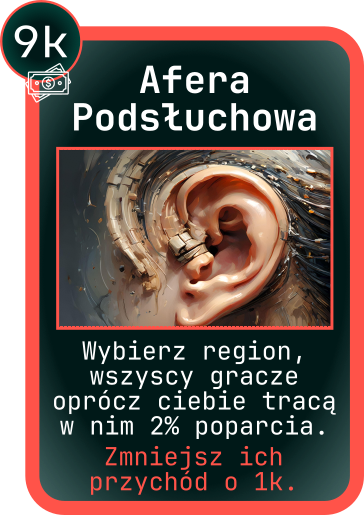 9k
Afera
Podsłuchowa
Wybierz region,
wszyscy gracze
oprócz ciebie tracą
w nim 2% poparcia.
Zmniejsz ich
przychód o 1k.